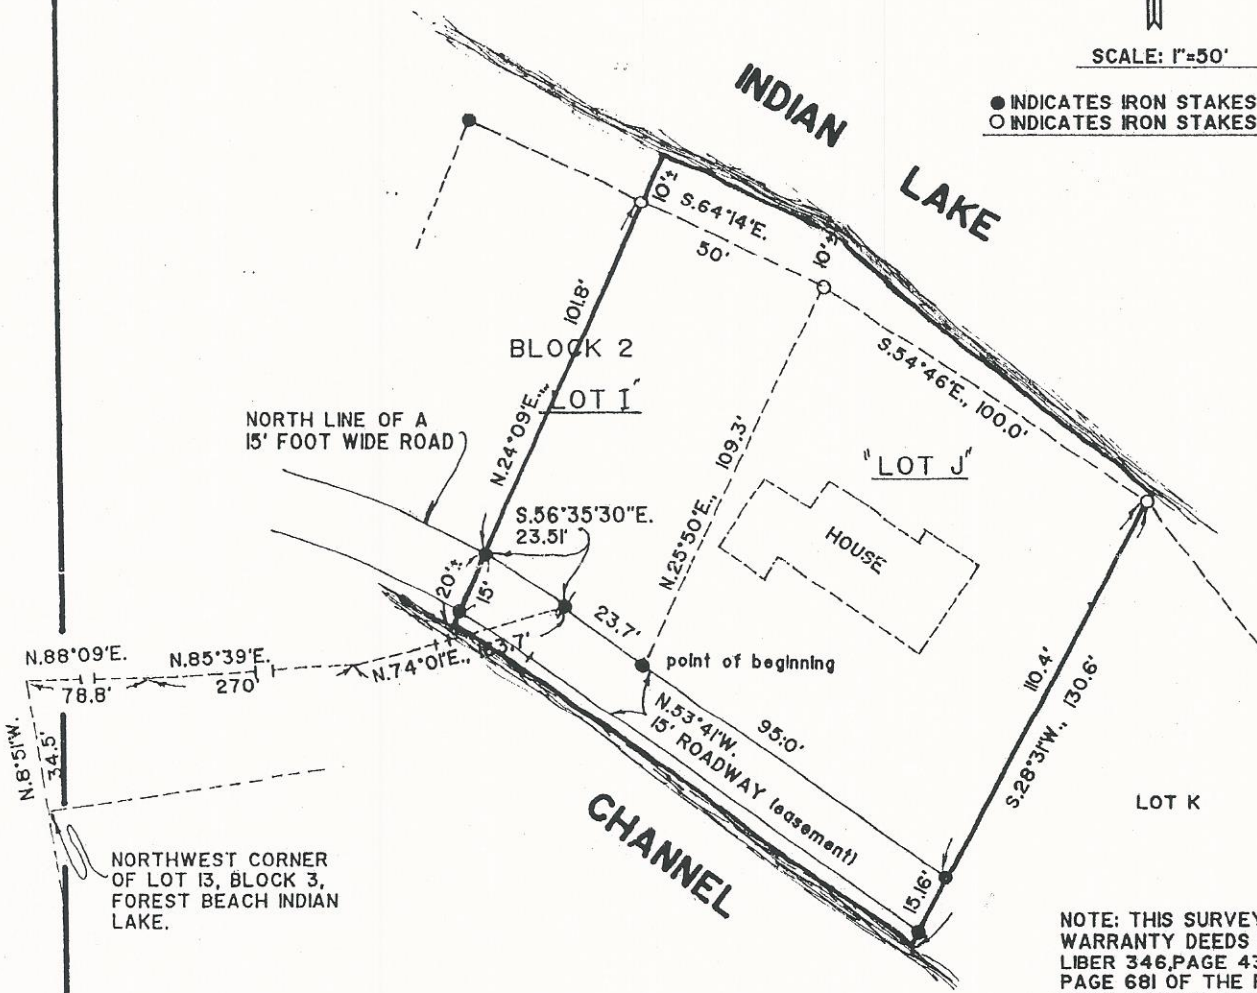 SCALE: 1"=50'
INDICATES IRON STAKES
INDICATES IRON STAKES
INDIAN LAKE
10'±
S.64°14'E.
50'
10'±
101.8'
BLOCK 2
"LOT I"
N.24°09'E.,
NORTH LINE OF A
15' FOOT WIDE ROAD
S.54°46'E., 100.0'
"LOT J"
109.3'
N.25°50'E.,
HOUSE
S.56°35'30"E.
23.51'
20'±
15'
23.7'
point of beginning
N.88°09'E.
78.8'
N.85°39'E.
270'
N.74°01'E., 153.7'
N.53°41'W.
15' ROADWAY (easement)
95.0'
110.4'
S.28°31'W., 130.6'
N.8°51'W.
34.5'
LOT K
CHANNEL
15.16'
NORTHWEST CORNER
OF LOT 13, BLOCK 3,
FOREST BEACH INDIAN
LAKE.
NOTE: THIS SURVEY
WARRANTY DEEDS
LIBER 346, PAGE
PAGE 681 OF THE